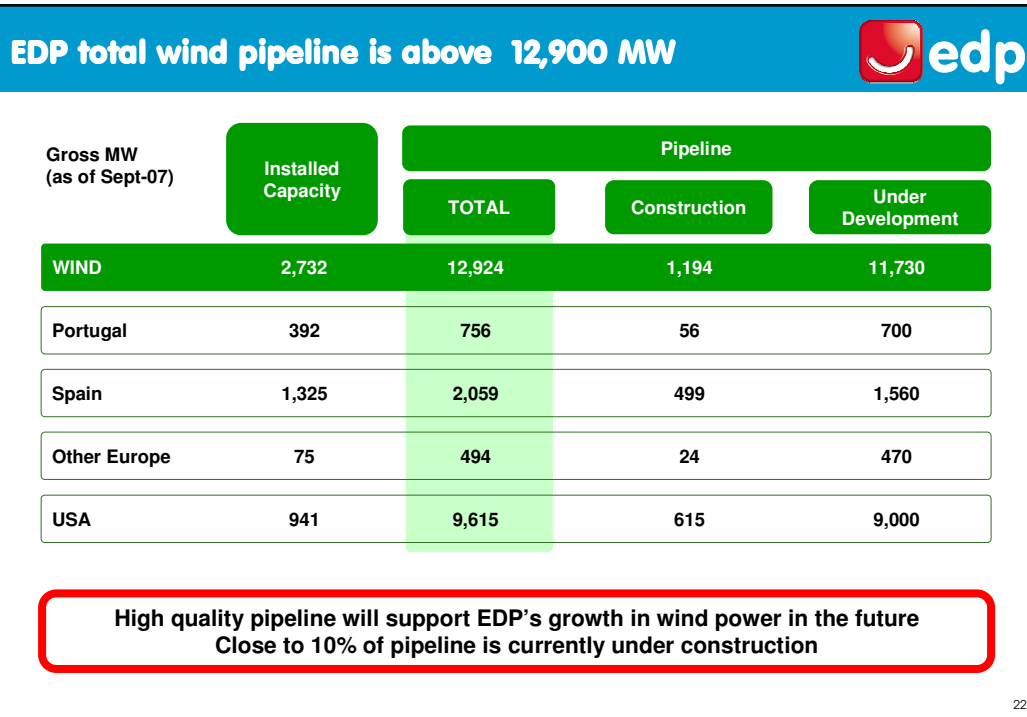 EDP total wind pipeline is above 12,900 MW
edp
Gross MW
(as of Sept-07)
Installed
Capacity
Pipeline
TOTAL
Construction
Under
Development
WIND 2,732 12,924 1,194 11,730
Portugal 392 756 56 700
Spain 1,325 2,059 499 1,560
Other Europe 75 494 24 470
USA 941 9,615 615 9,000
High quality pipeline will support EDP's growth in wind power in the future
Close to 10% of pipeline is currently under construction
22